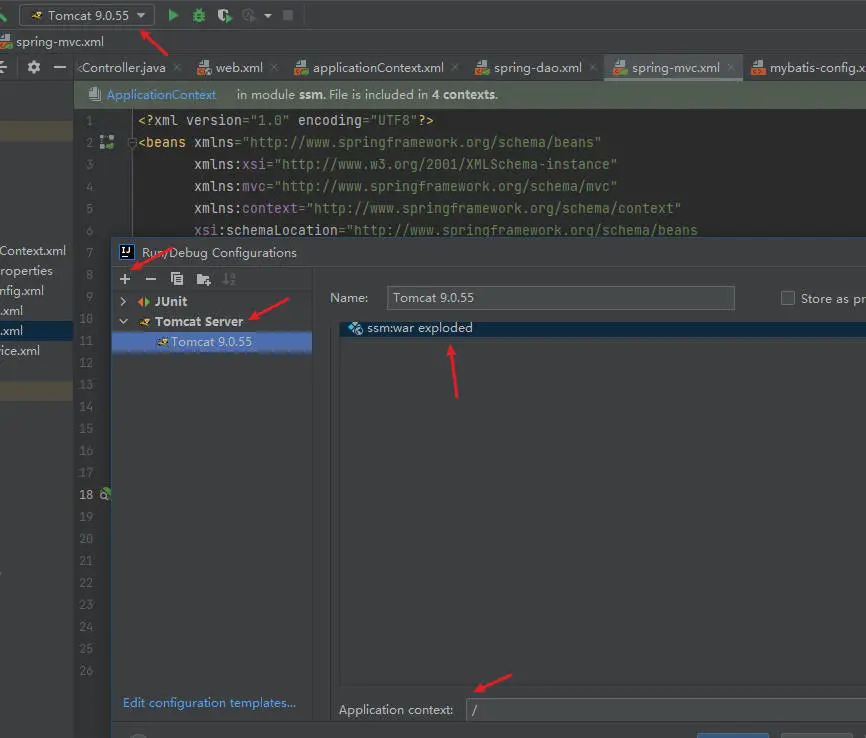 Tomcat 9.0.55
spring-mvc.xml
Controller.java web.xml applicationContext.xml spring-dao.xml spring-mvc.xml mybatis-config.x
ApplicationContext in module ssm. File is included in 4 contexts.
1 <?xml version="1.0" encoding="UTF8"?>
2 <beans xmlns="http://www.springframework.org/schema/beans"
3 xmlns:xsi="http://www.w3.org/2001/XMLSchema-instance"
4 xmlns:mvc="http://www.springframework.org/schema/mvc"
5 xmlns:context="http://www.springframework.org/schema/context"
6 xsi:schemaLocation="http://www.springframework.org/schema/beans
Context.xml
roperties
nfig.xml
.xml
.xml
ice.xml
7
8
9
10
11
12
13
14
15
16
17
18
19
20
21
22
23
24
25
26
Run/Debug Configurations
JUnit
Tomcat Server
Tomcat 9.0.55
Edit configuration templates...
Name: Tomcat 9.0.55 Store as pr
ssm:war exploded
Application context: /